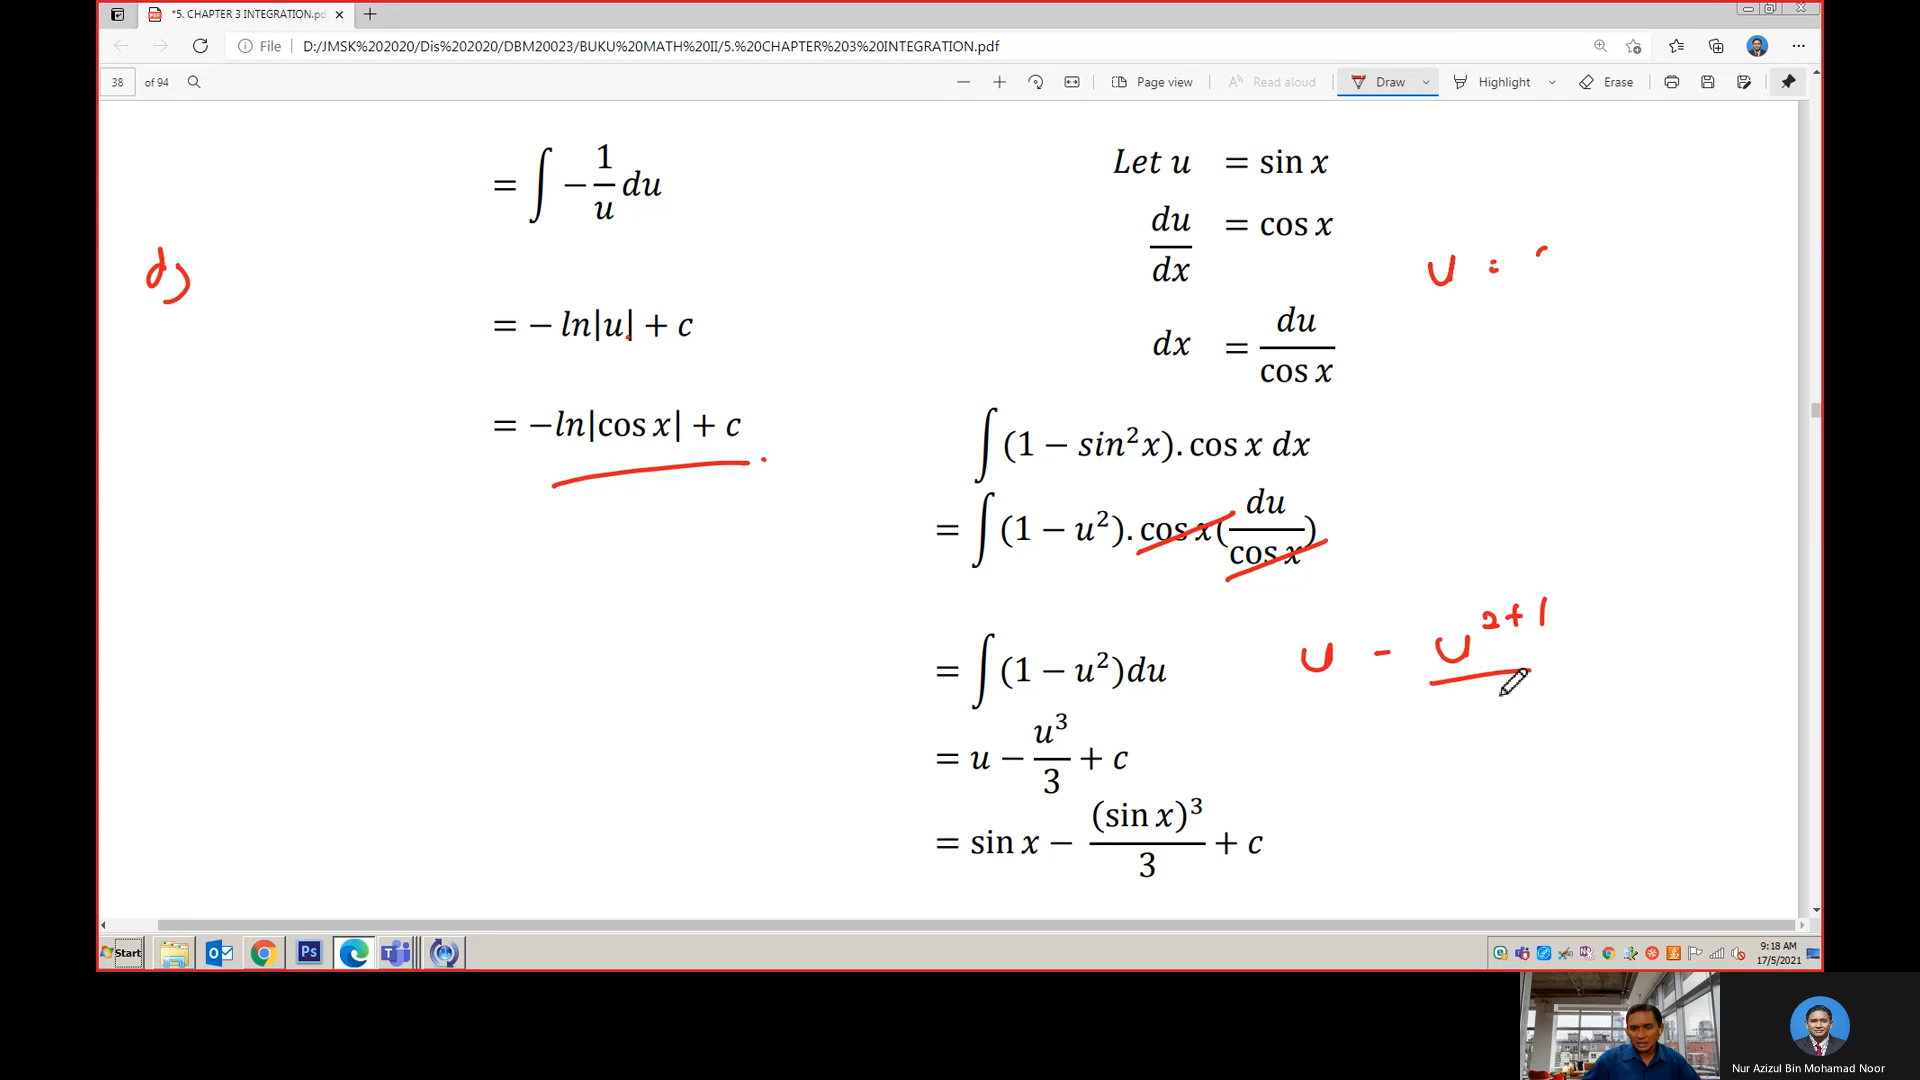 *5. CHAPTER 3 INTEGRATION.pdf
File | D:/JMSK%202020/Dis%202020/DBM20023/BUKU%20MATH%20II/5.%20CHAPTER%203%20INTEGRATION.pdf
38 of 94
Page view
Read aloud
Draw
Highlight
Erase
= ∫ − 1/u du
d)
= − ln|u| + c
= −ln|cos x| + c
Let u = sin x
du/dx = cos x
dx = du/cos x
u =
∫ (1 − sin²x). cos x dx
= ∫ (1 − u²). cos x (du/cos x)
= ∫ (1 − u²)du
u - u²⁺¹
= u − u³/3 + c
= sin x − (sin x)³/3 + c
Start
Ps
9:18 AM
17/5/2021
Nur Azizul Bin Mohamad Noor